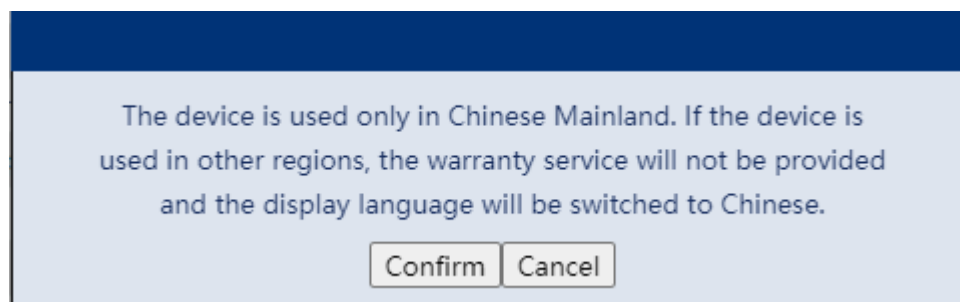 The device is used only in Chinese Mainland. If the device is
used in other regions, the warranty service will not be provided
and the display language will be switched to Chinese.
Confirm Cancel